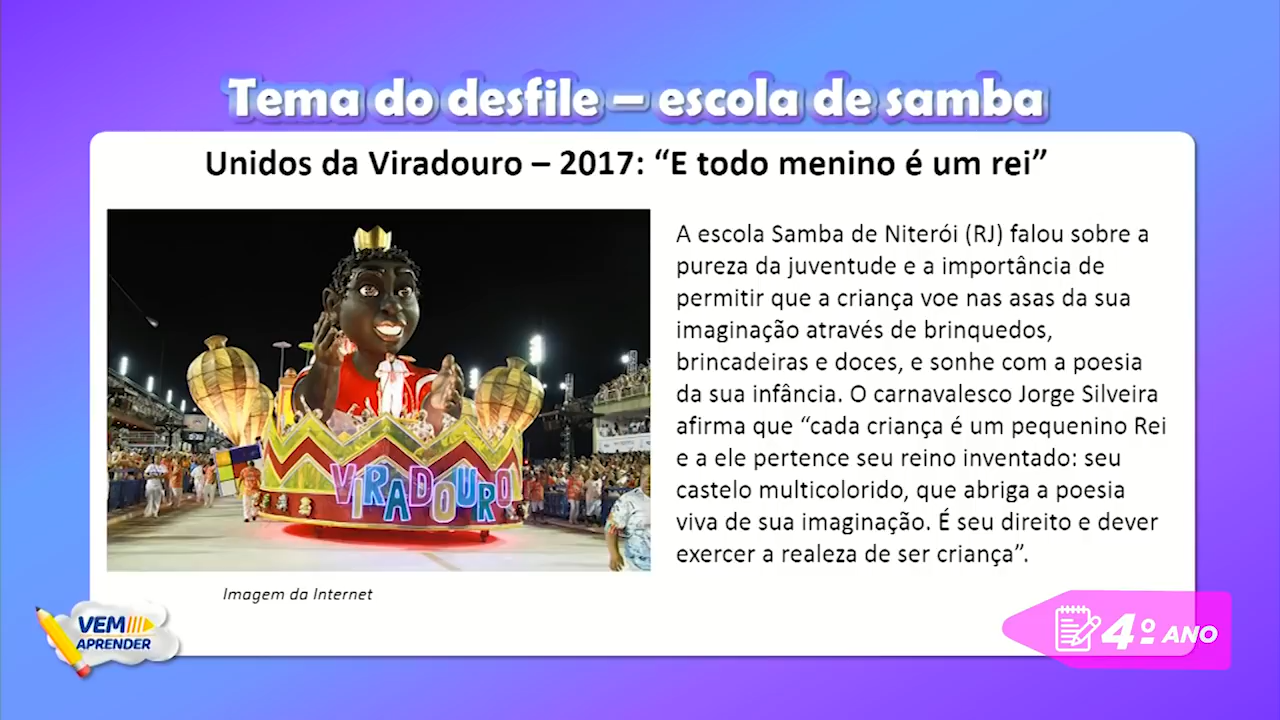 Tema do desfile – escola de samba
Unidos da Viradouro – 2017: “E todo menino é um rei”
A escola Samba de Niterói (RJ) falou sobre a
pureza da juventude e a importância de
permitir que a criança voe nas asas da sua
imaginação através de brinquedos,
brincadeiras e doces, e sonhe com a poesia
da sua infância. O carnavalesco Jorge Silveira
afirma que “cada criança é um pequenino Rei
e a ele pertence seu reino inventado: seu
castelo multicolorido, que abriga a poesia
viva de sua imaginação. É seu direito e dever
exercer a realeza de ser criança”.
VIRADOURO
Imagem da Internet
VEM
APRENDER
4º ANO